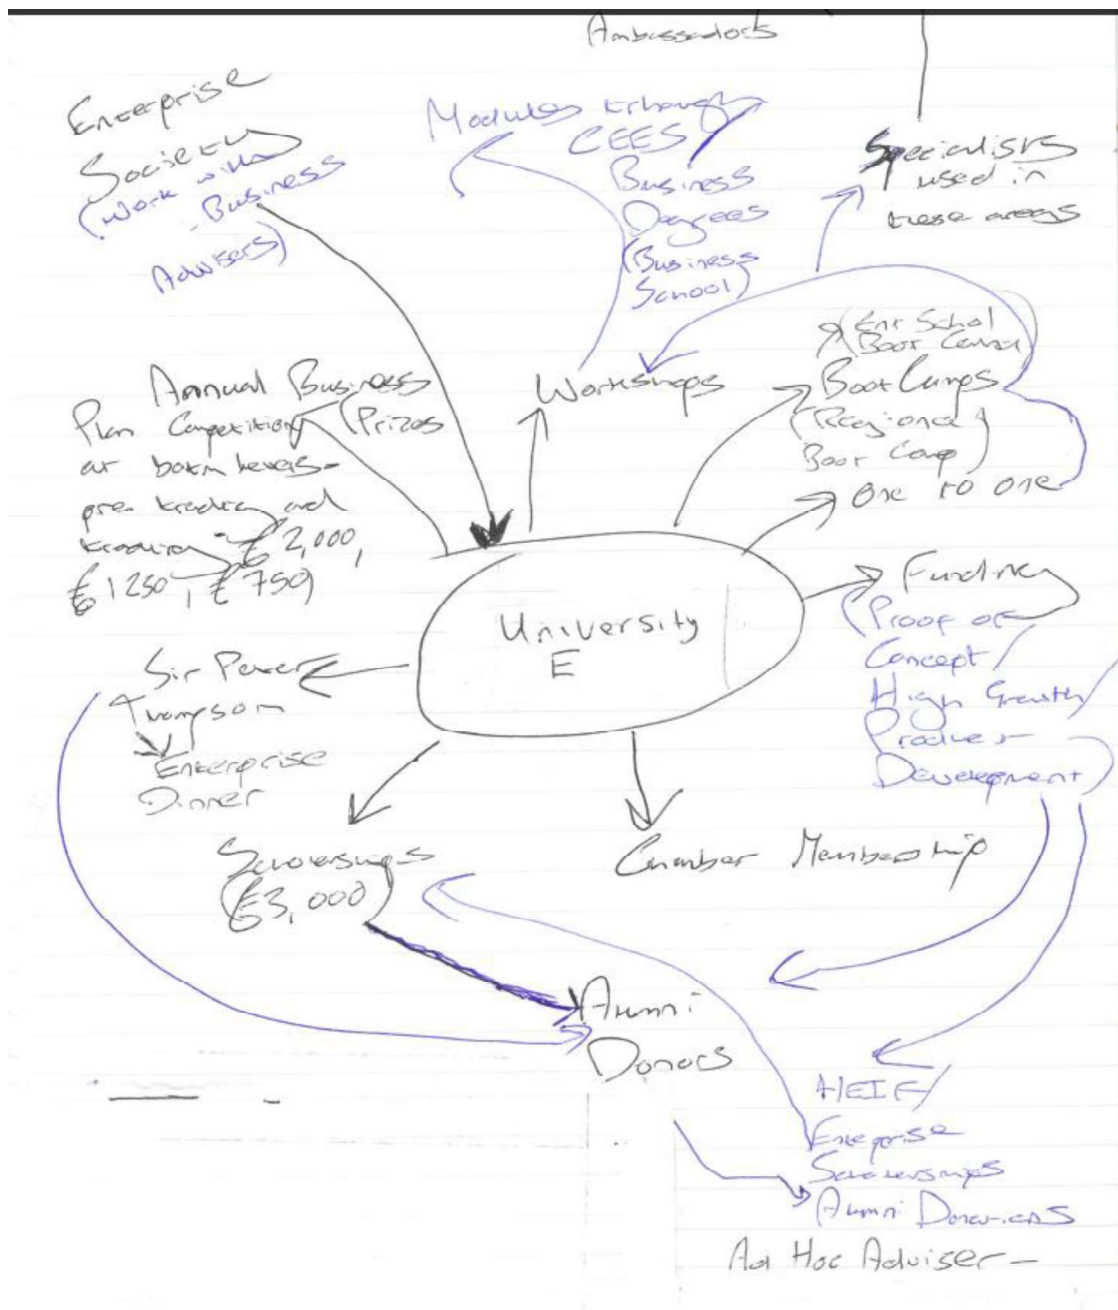 Ambassadors
Enterprise
Society
(Work with
Business
Advisers)
Modules through
CEES
Business
Degrees
(Business
School)
Specialists
used in
these areas
Workshops
(Ent School
Boot Camp)
Boot Camps
(Regional
Boot Camp)
One to one
Annual Business
Plan Competition
(Prizes
at both levels -
pre trading and
trading - £2,000,
£1250, £750)
University
E
Funding
(Proof of
Concept/
High Growth/
Product
Development)
Sir Peter
Thompson
Enterprise
Dinner
Scholarships
(£3,000)
Chamber Membership
Alumni
Donors
HEIF/
Enterprise
Scholarships
Alumni Donations
Ad Hoc Adviser -